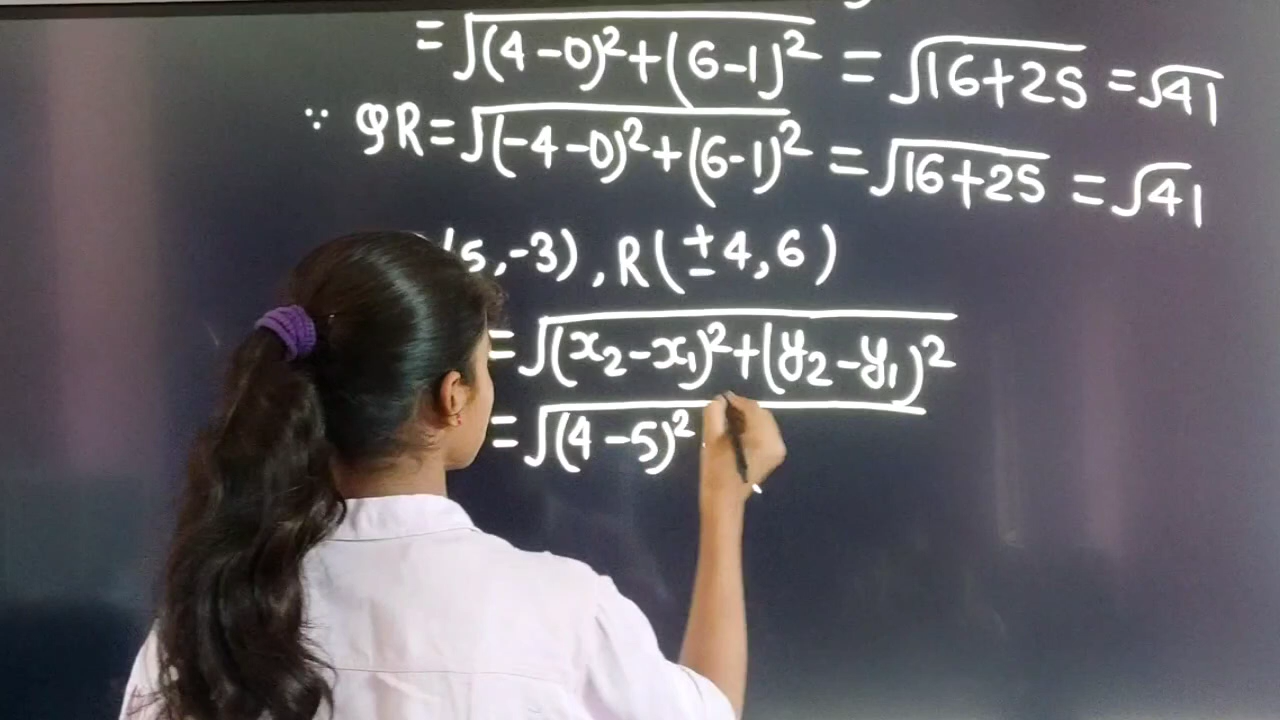 = √(4-0)²+(6-1)² = √16+25 = √41
∵ QR = √(-4-0)²+(6-1)² = √16+25 = √41
(5,-3), R(±4,6)
= √(x₂-x₁)²+(y₂-y₁)²
= √(4-5)²